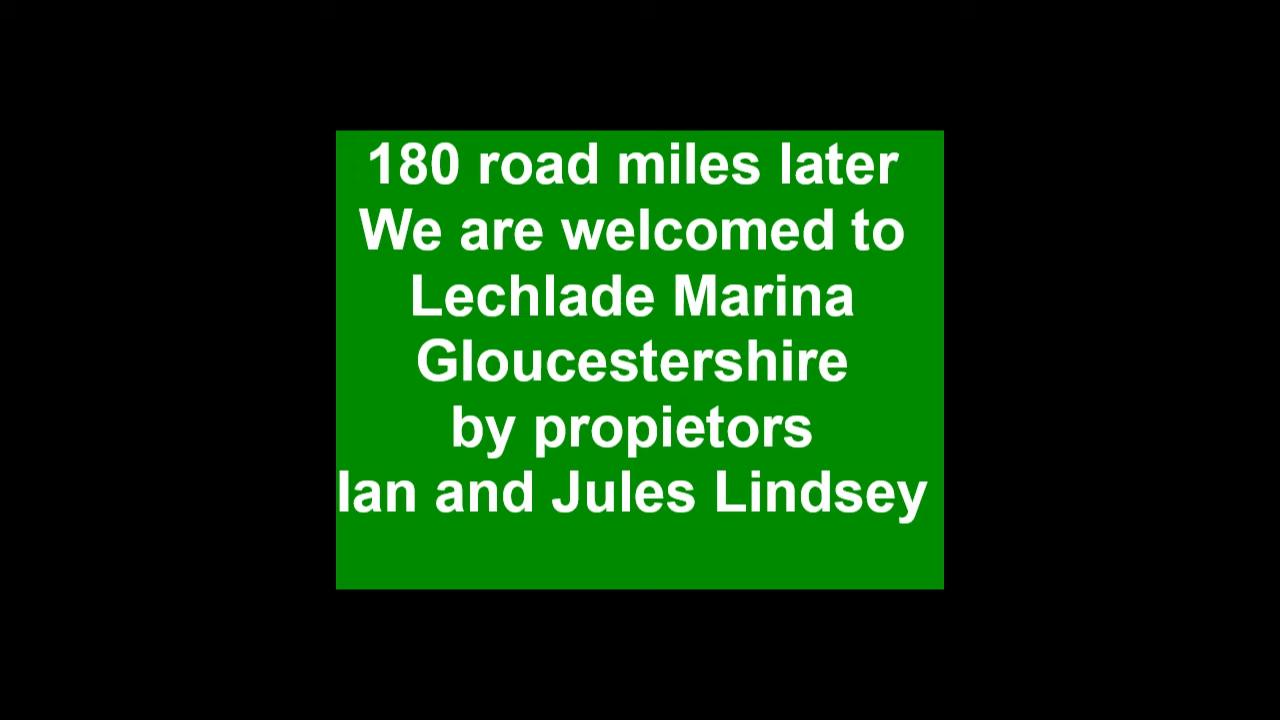 180 road miles later
We are welcomed to
Lechlade Marina
Gloucestershire
by propietors
Ian and Jules Lindsey